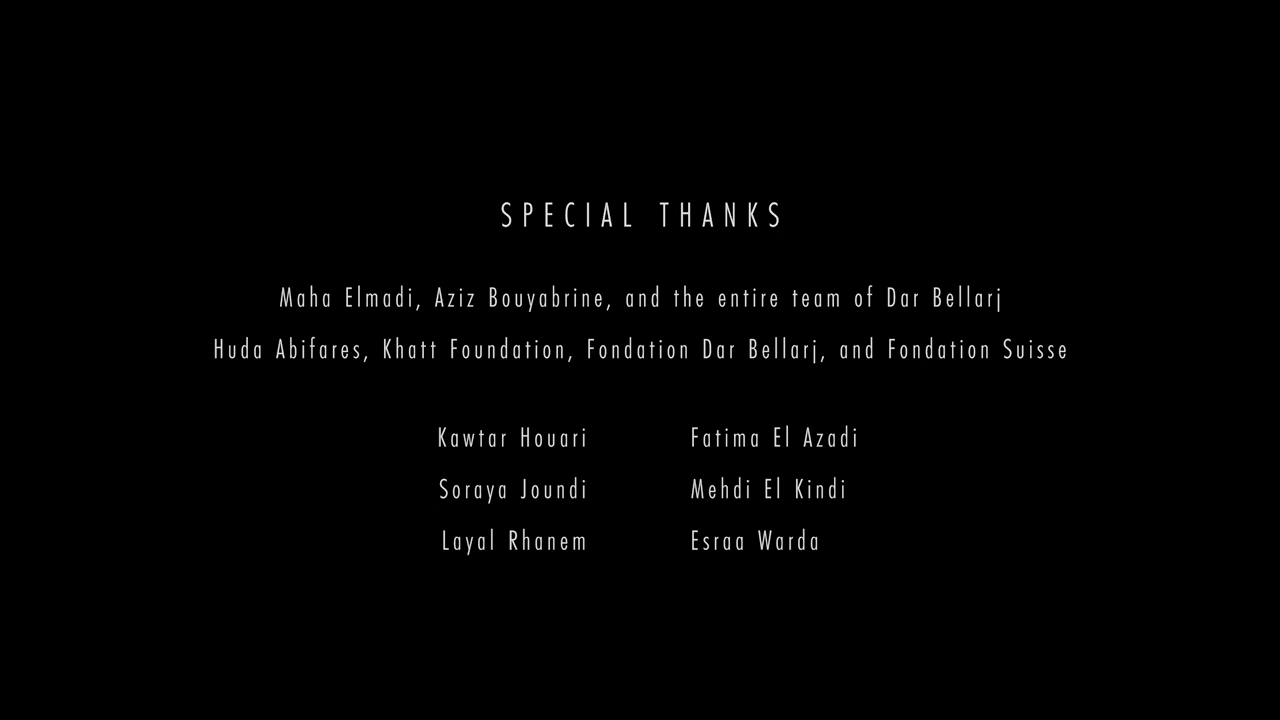 SPECIAL THANKS
Maha Elmadi, Aziz Bouyabrine, and the entire team of Dar Bellarj
Huda Abifares, Khatt Foundation, Fondation Dar Bellarj, and Fondation Suisse
Kawtar Houari Fatima El Azadi
Soraya Joundi Mehdi El Kindi
Layal Rhanem Esraa Warda